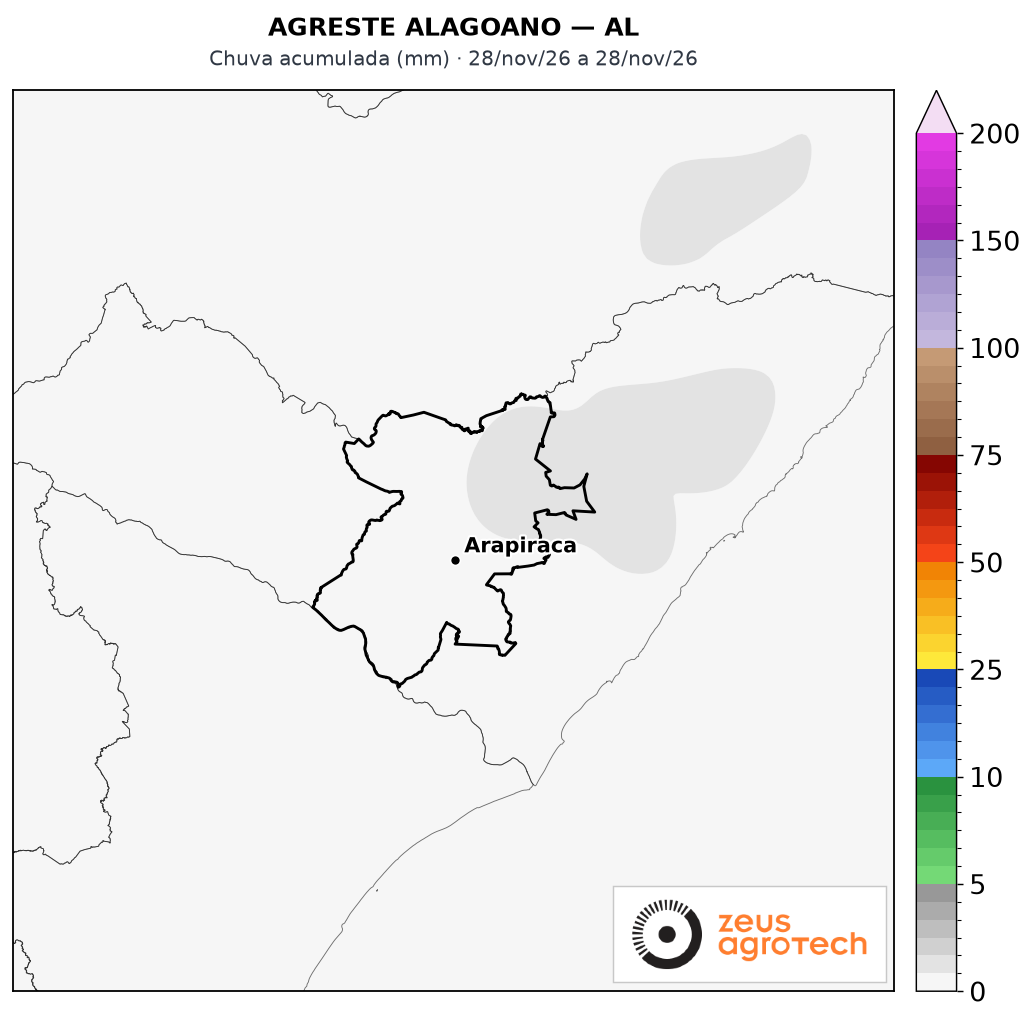 AGRESTE ALAGOANO — AL
Chuva acumulada (mm) · 28/nov/26 a 28/nov/26
200
150
100
75
50
25
10
5
0
Arapiraca
zeus
agrotech